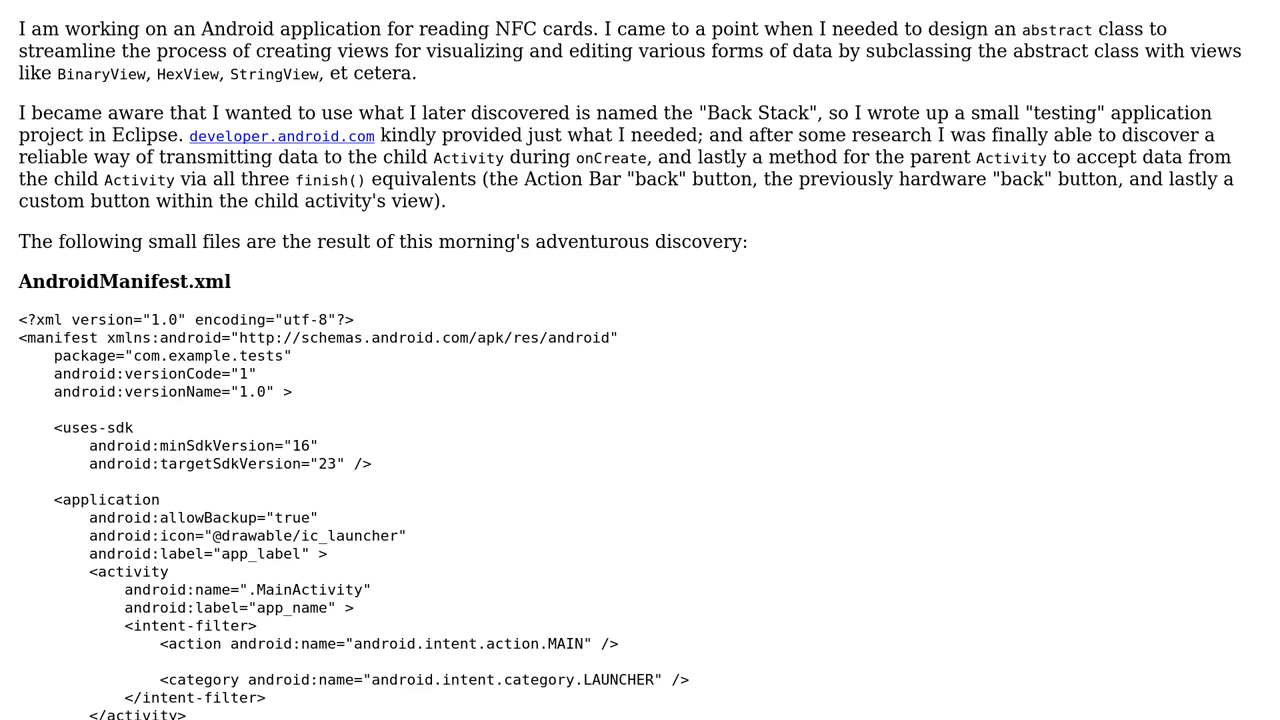 I am working on an Android application for reading NFC cards. I came to a point when I needed to design an abstract class to
streamline the process of creating views for visualizing and editing various forms of data by subclassing the abstract class with views
like BinaryView, HexView, StringView, et cetera.
I became aware that I wanted to use what I later discovered is named the "Back Stack", so I wrote up a small "testing" application
project in Eclipse. developer.android.com kindly provided just what I needed; and after some research I was finally able to discover a
reliable way of transmitting data to the child Activity during onCreate, and lastly a method for the parent Activity to accept data from
the child Activity via all three finish() equivalents (the Action Bar "back" button, the previously hardware "back" button, and lastly a
custom button within the child activity's view).
The following small files are the result of this morning's adventurous discovery:
AndroidManifest.xml
<?xml version="1.0" encoding="utf-8"?>
<manifest xmlns:android="http://schemas.android.com/apk/res/android"
    package="com.example.tests"
    android:versionCode="1"
    android:versionName="1.0" >
    <uses-sdk
        android:minSdkVersion="16"
        android:targetSdkVersion="23" />
    <application
        android:allowBackup="true"
        android:icon="@drawable/ic_launcher"
        android:label="app_label" >
        <activity
            android:name=".MainActivity"
            android:label="app_name" >
            <intent-filter>
                <action android:name="android.intent.action.MAIN" />
                <category android:name="android.intent.category.LAUNCHER" />
            </intent-filter>
        </activity>